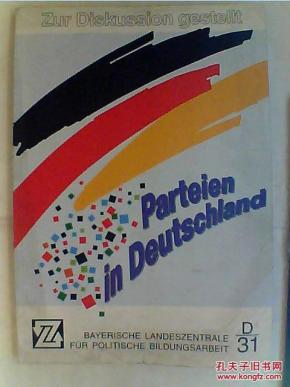 Zur Diskussion gestellt
Parteien
in Deutschland
BAYERISCHE LANDESZENTRALE
FÜR POLITISCHE BILDUNGSARBEIT
D
31
孔夫子旧书网
kongfz.com